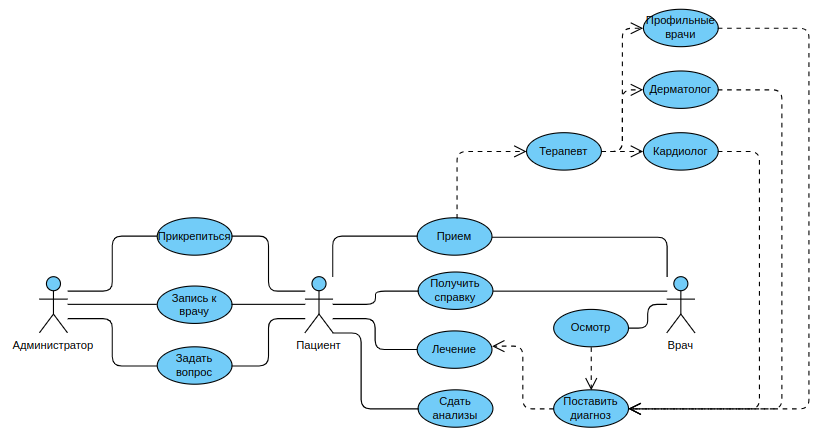 Профильные
врачи
Дерматолог
Терапевт
Кардиолог
Прикрепиться
Прием
Запись к
врачу
Получить
справку
Осмотр
Администратор
Пациент
Врач
Задать
вопрос
Лечение
Сдать
анализы
Поставить
диагноз